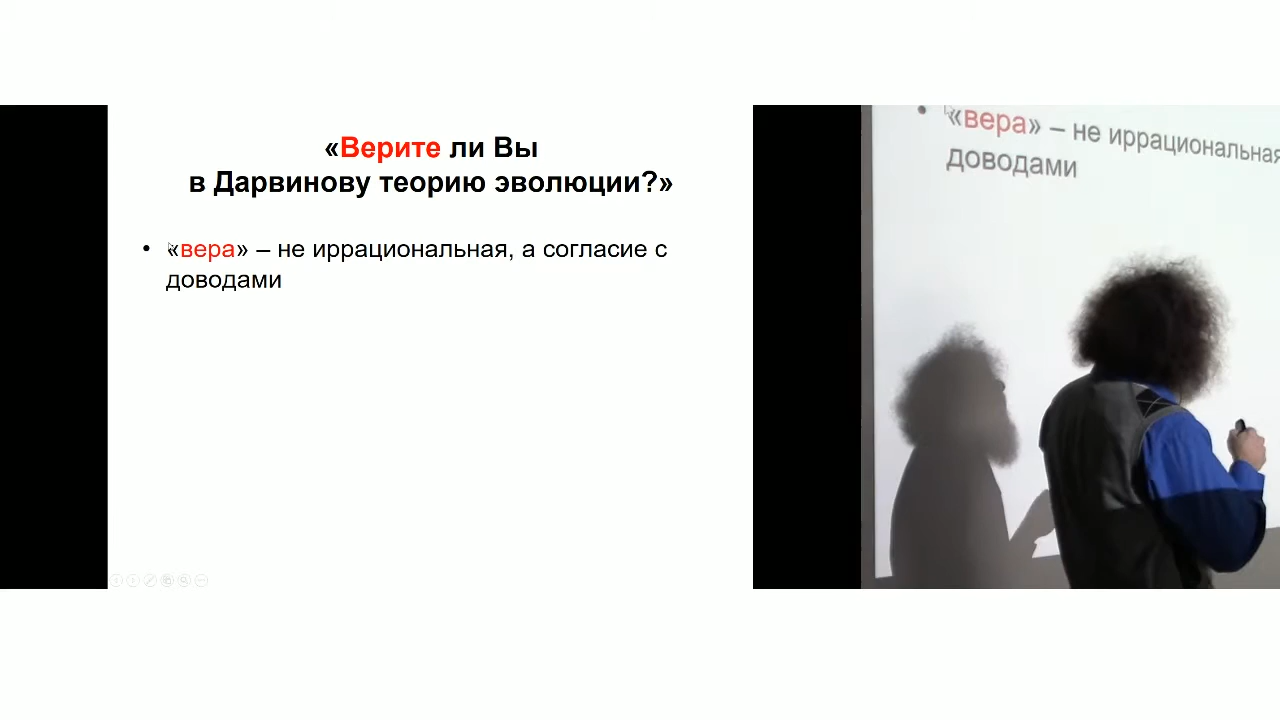 «Верите ли Вы
в Дарвинову теорию эволюции?»
• «вера» – не иррациональная, а согласие с
доводами
• «вера» – не иррациональная
доводами